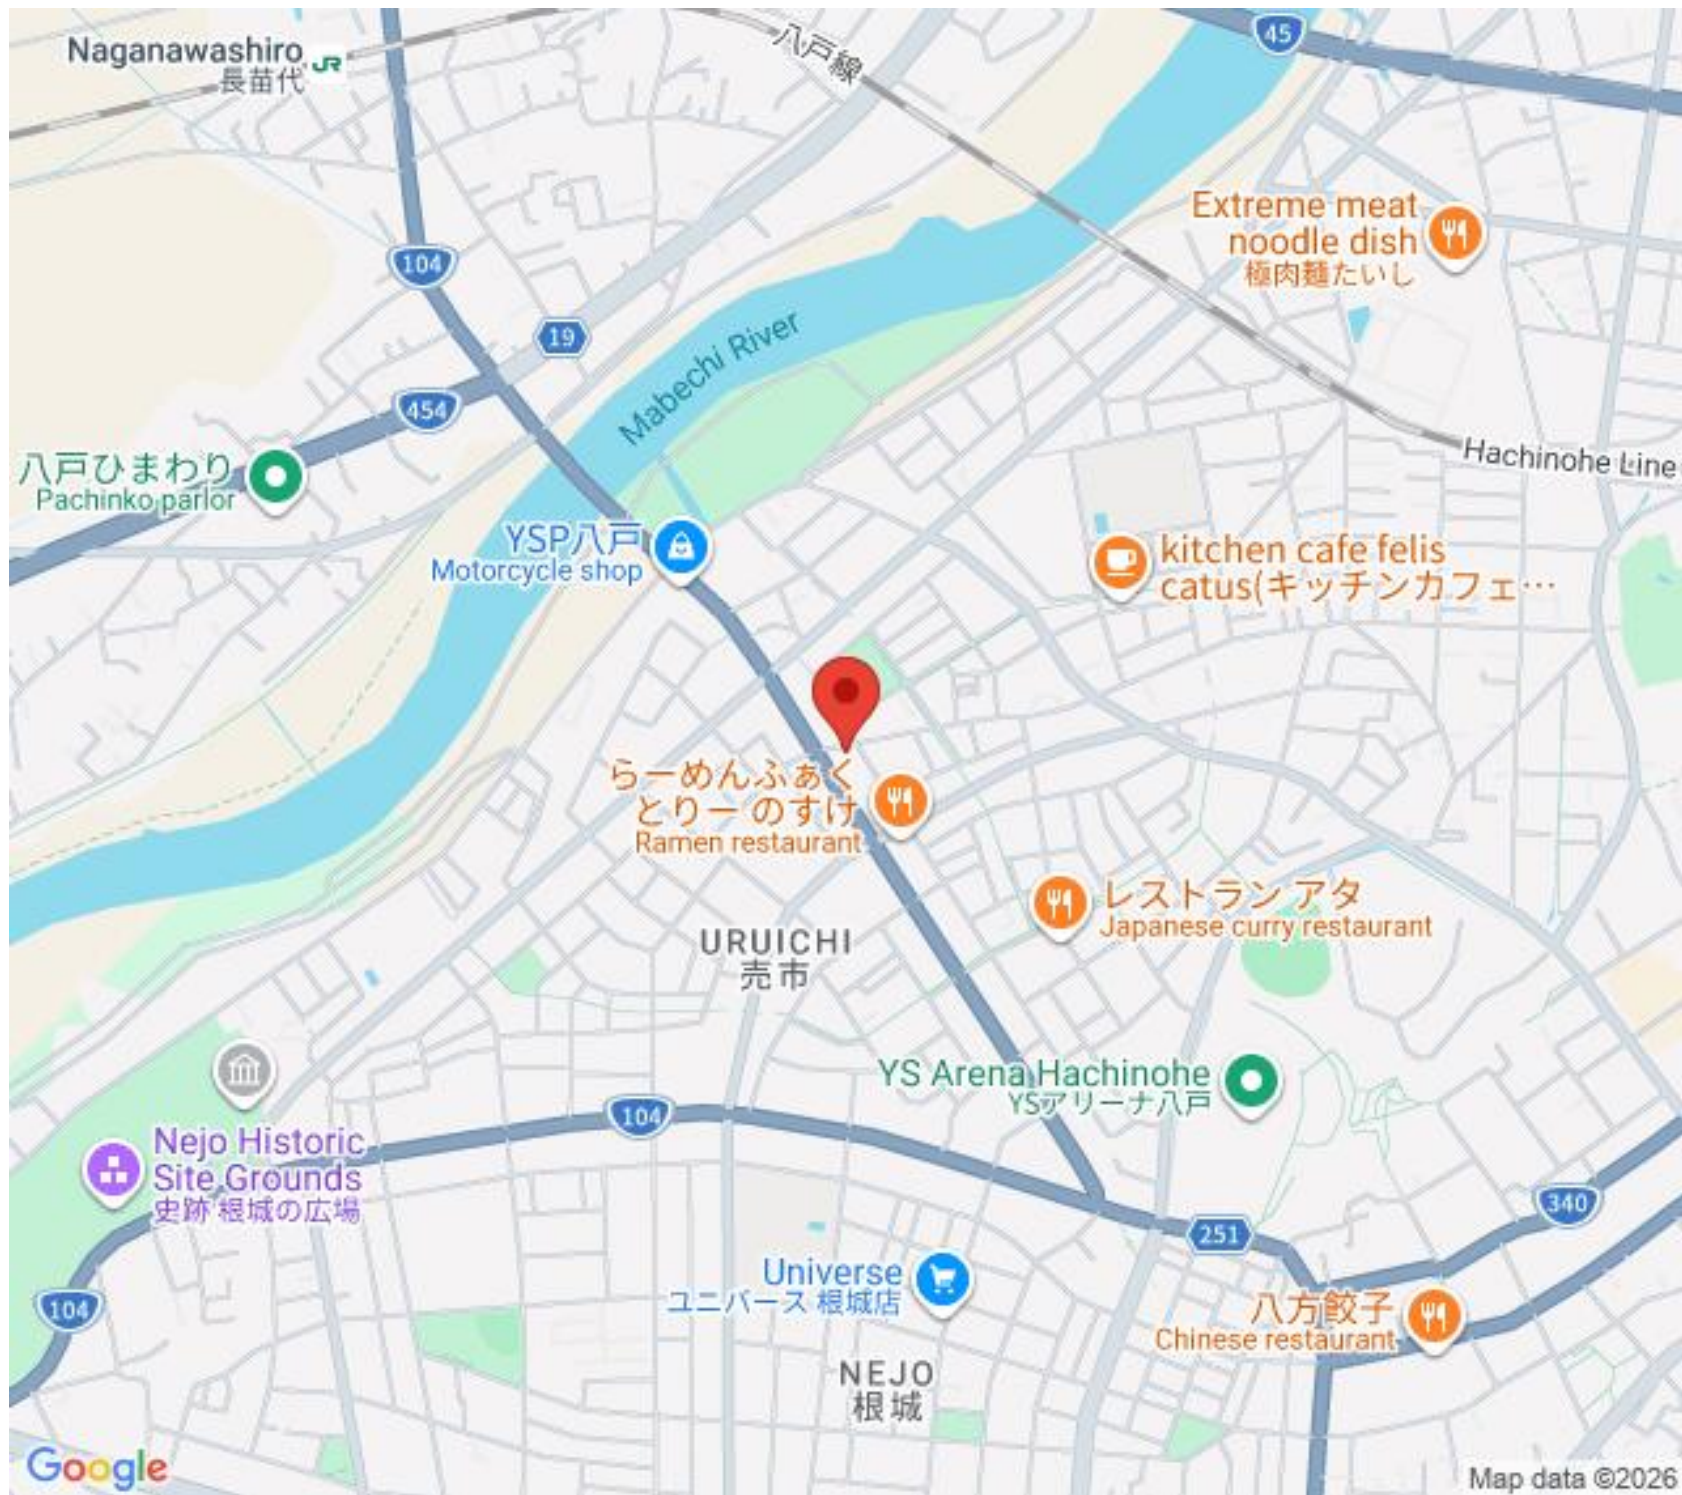 45
Naganawashiro
長苗代
JR
八戸線
Extreme meat
noodle dish
極肉麺たいし
104
19
Mabechi River
454
Hachinohe Line
八戸ひまわり
Pachinko parlor
YSP八戸
Motorcycle shop
kitchen cafe felis
catus(キッチンカフェ…
らーめんふぁく
とりー のすけ
Ramen restaurant
レストラン アタ
Japanese curry restaurant
URUICHI
売市
YS Arena Hachinohe
YSアリーナ八戸
104
Nejo Historic
Site Grounds
史跡 根城の広場
340
251
Universe
ユニバース 根城店
104
八方餃子
Chinese restaurant
NEJO
根城
Google
Map data ©2026